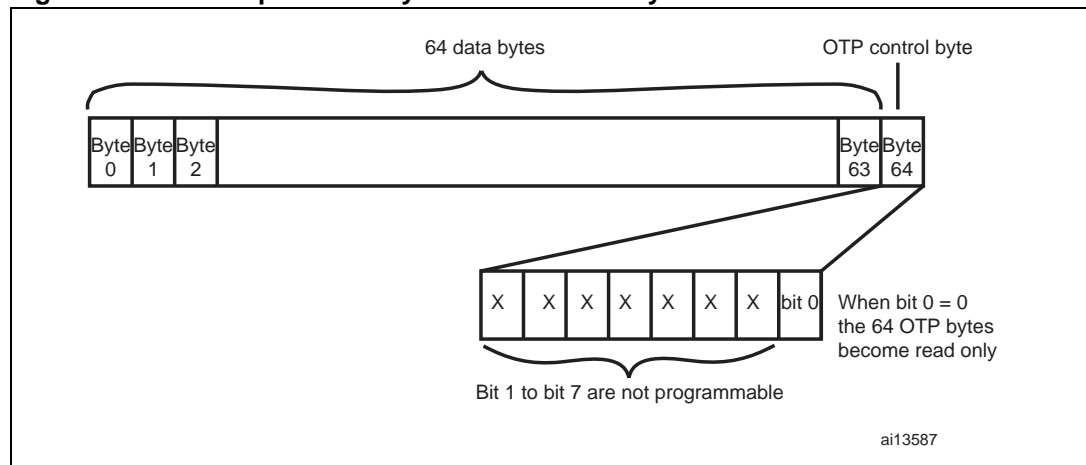 64 data bytes
OTP control byte
Byte 0
Byte 1
Byte 2
Byte 63
Byte 64
X X X X X X X bit 0
When bit 0 = 0
the 64 OTP bytes
become read only
Bit 1 to bit 7 are not programmable
ai13587